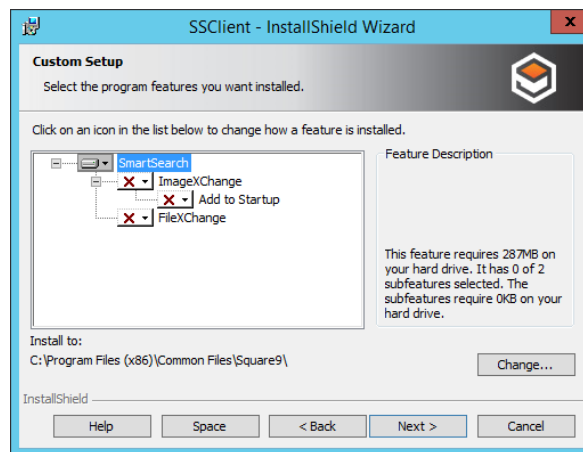 SSClient - InstallShield Wizard
Custom Setup
Select the program features you want installed.
Click on an icon in the list below to change how a feature is installed.
SmartSearch
ImageXChange
Add to Startup
FileXChange
Feature Description
This feature requires 287MB on
your hard drive. It has 0 of 2
subfeatures selected. The
subfeatures require 0KB on your
hard drive.
Install to:
C:\Program Files (x86)\Common Files\Square9\
Change...
InstallShield
Help Space < Back Next > Cancel